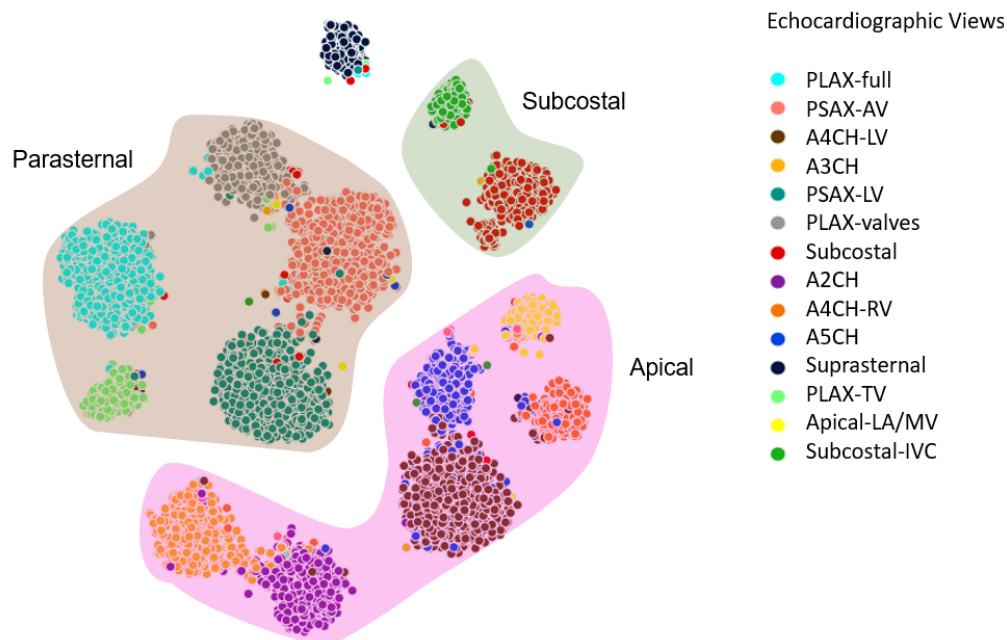 Echocardiographic Views
PLAX-full
PSAX-AV
A4CH-LV
A3CH
PSAX-LV
PLAX-valves
Subcostal
A2CH
A4CH-RV
A5CH
Suprasternal
PLAX-TV
Apical-LA/MV
Subcostal-IVC
Parasternal
Subcostal
Apical